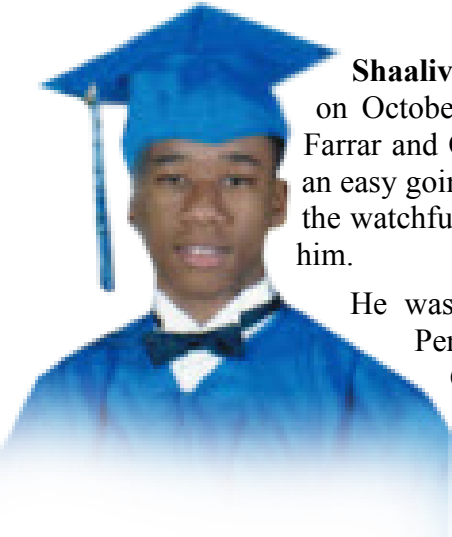 Shaaliv
on Octobe
Farrar and
an easy goin
the watchfu
him.
He was
Per